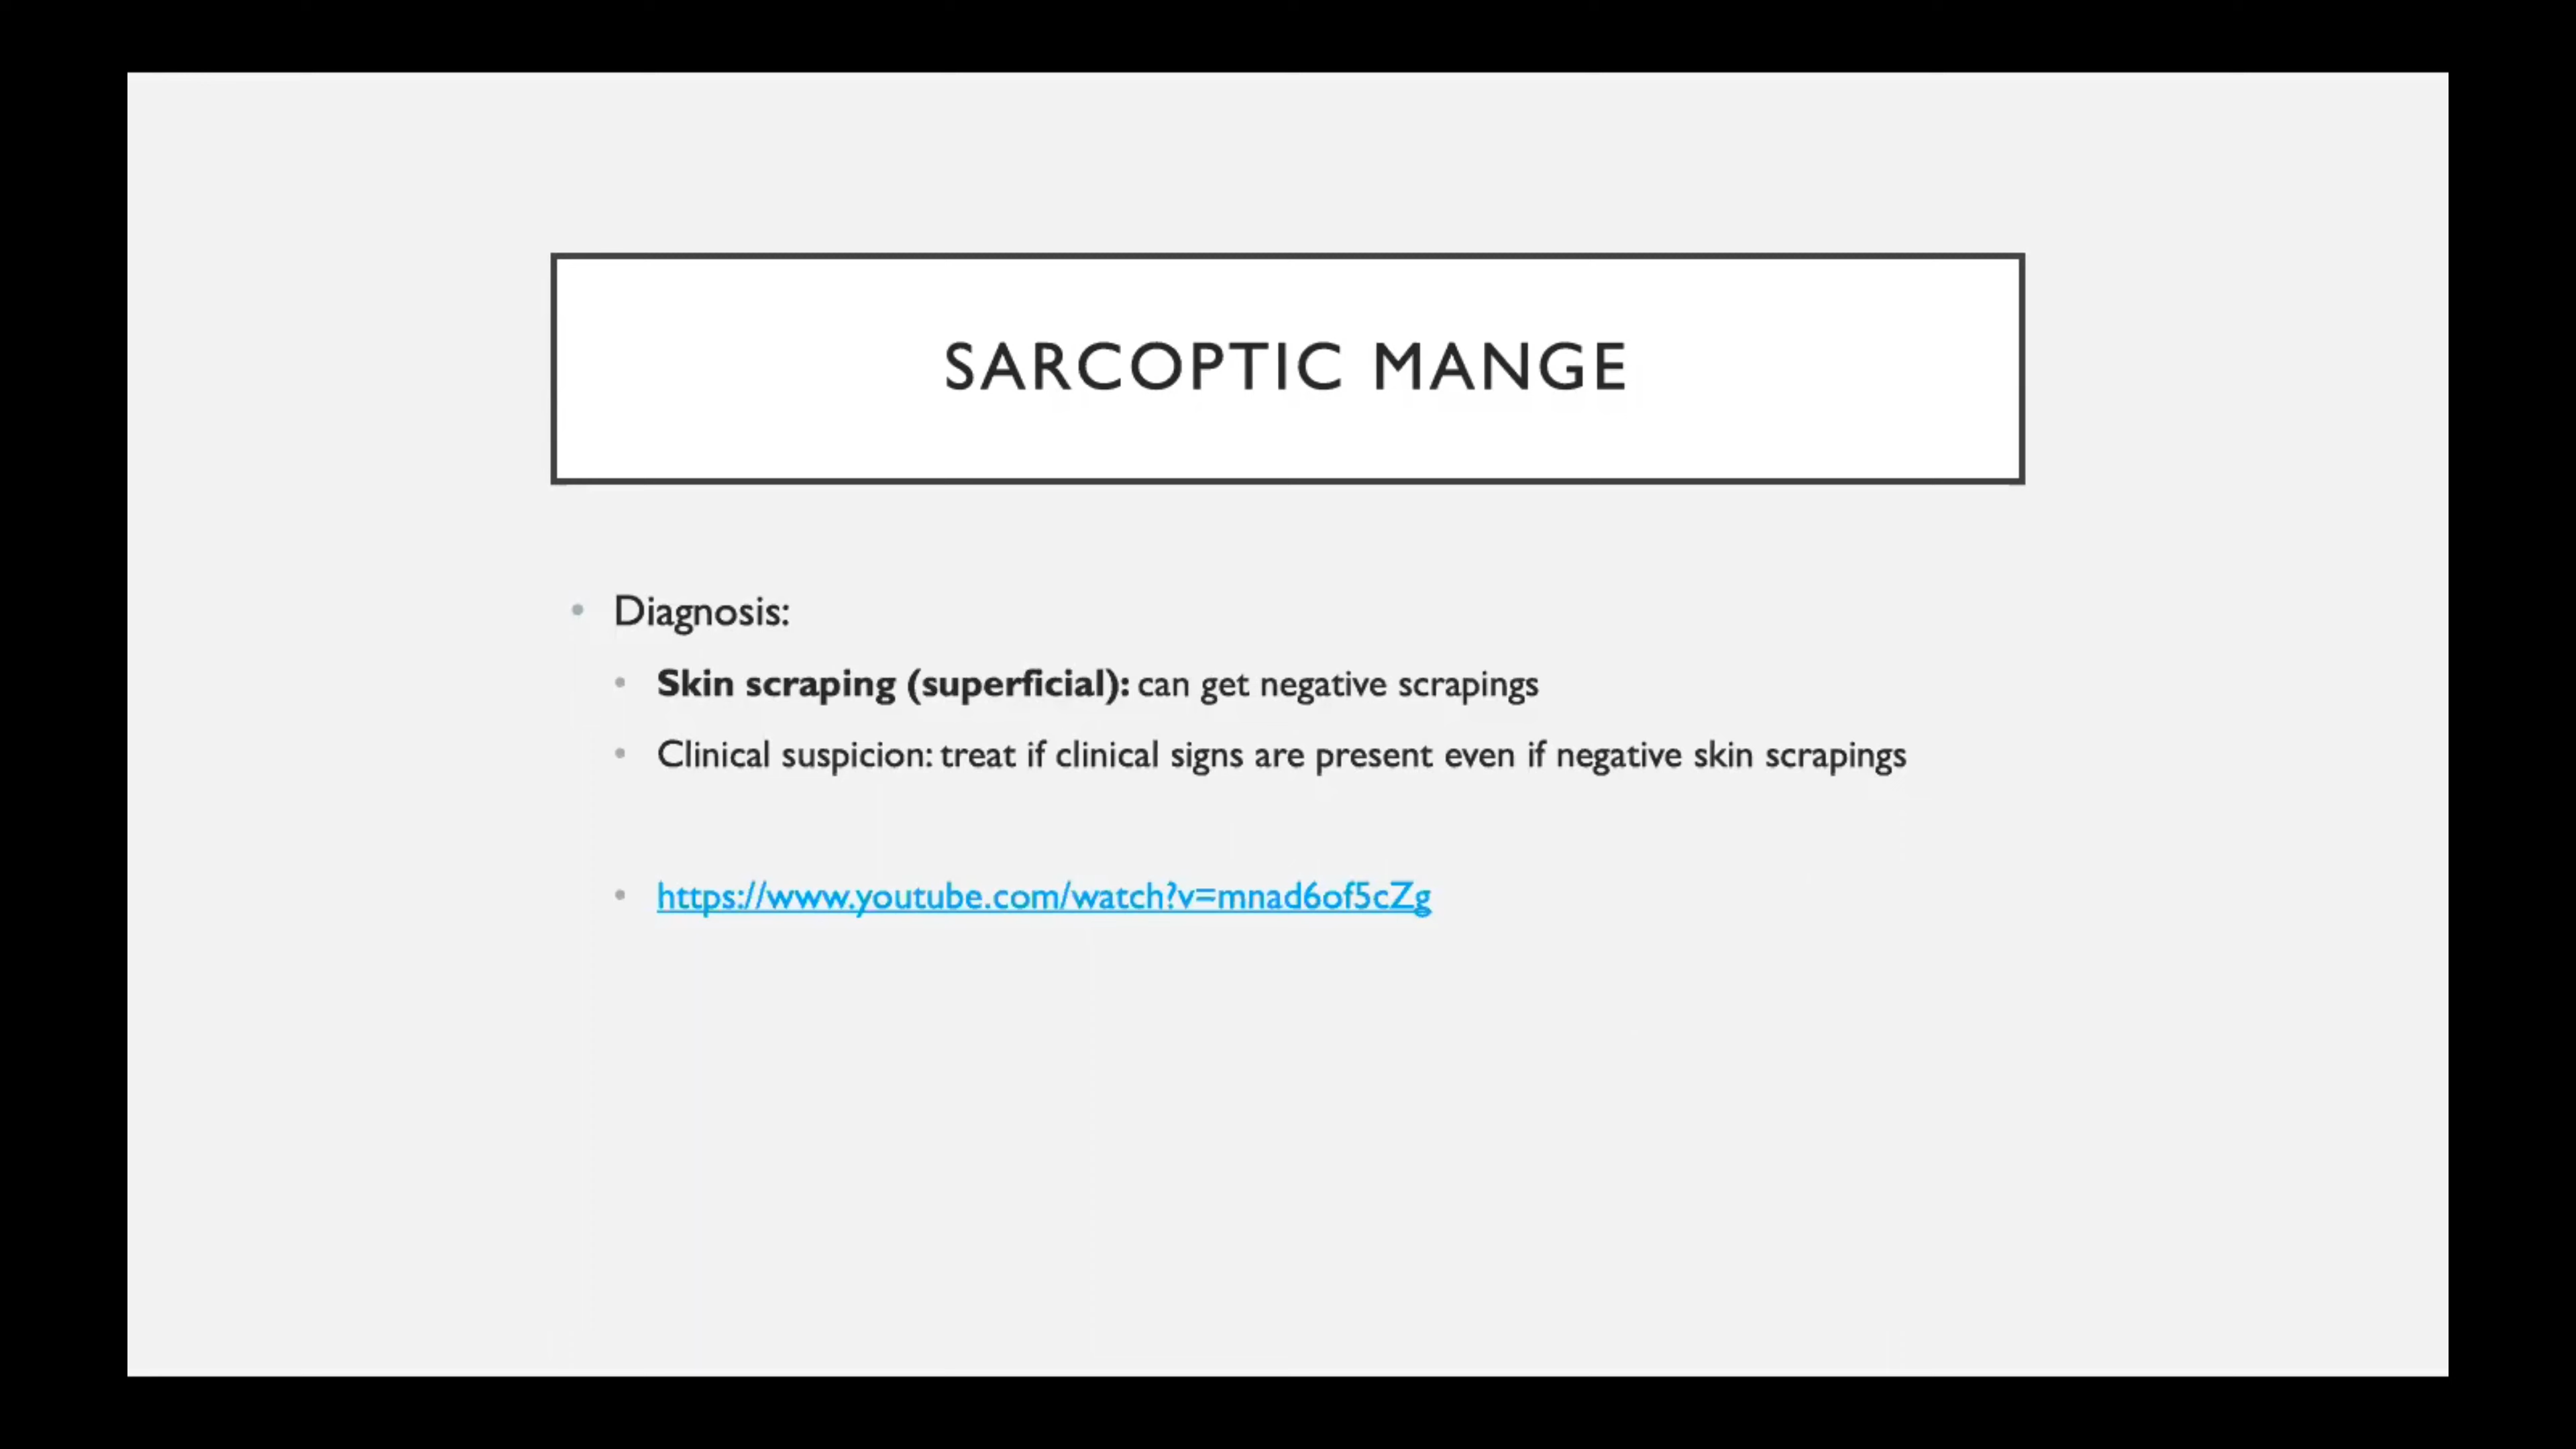 SARCOPTIC MANGE
• Diagnosis:
• Skin scraping (superficial): can get negative scrapings
• Clinical suspicion: treat if clinical signs are present even if negative skin scrapings
• https://www.youtube.com/watch?v=mnad6of5cZg